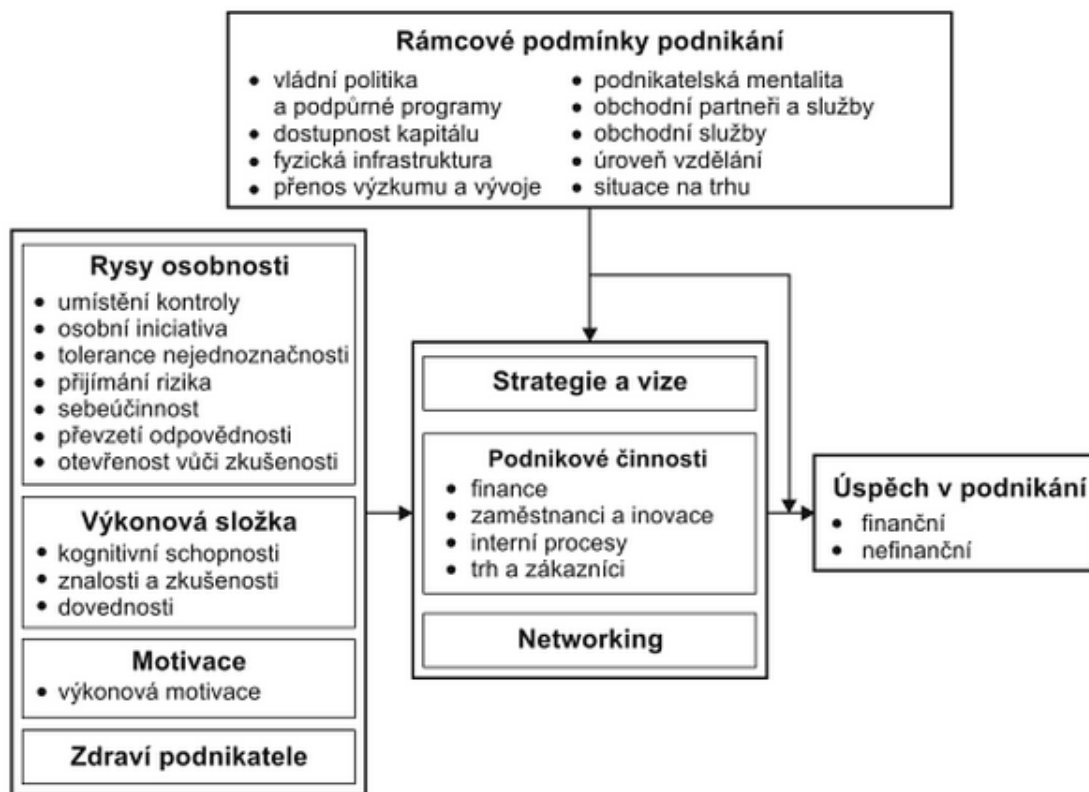 Rámcové podmínky podnikání
• vládní politika
a podpůrné programy
• dostupnost kapitálu
• fyzická infrastruktura
• přenos výzkumu a vývoje
• podnikatelská mentalita
• obchodní partneři a služby
• obchodní služby
• úroveň vzdělání
• situace na trhu
Rysy osobnosti
• umístění kontroly
• osobní iniciativa
• tolerance nejednoznačnosti
• přijímání rizika
• sebeúčinnost
• převzetí odpovědnosti
• otevřenost vůči zkušenosti
Výkonová složka
• kognitivní schopnosti
• znalosti a zkušenosti
• dovednosti
Motivace
• výkonová motivace
Zdraví podnikatele
Strategie a vize
Podnikové činnosti
• finance
• zaměstnanci a inovace
• interní procesy
• trh a zákazníci
Networking
Úspěch v podnikání
• finanční
• nefinanční